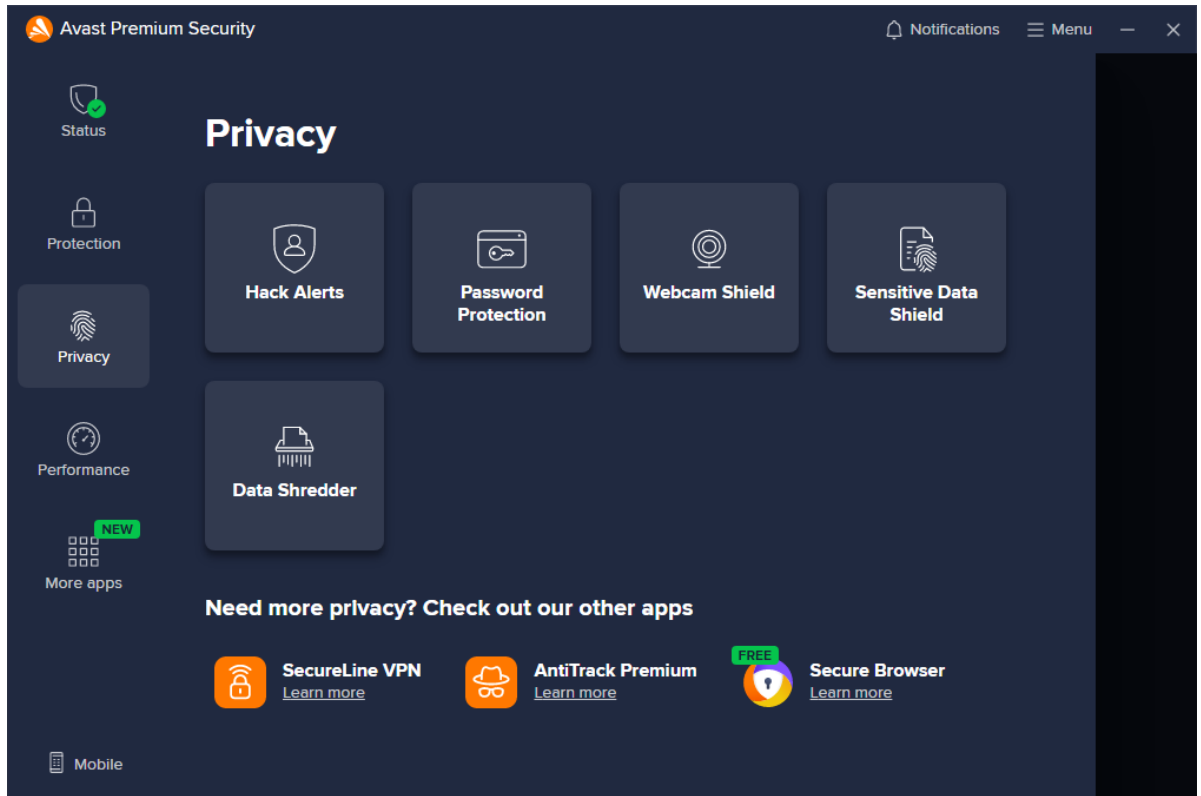 Avast Premium Security
Notifications
Menu
Status
Protection
Privacy
Performance
NEW
More apps
Mobile
Privacy
Hack Alerts
Password
Protection
Webcam Shield
Sensitive Data
Shield
Data Shredder
Need more privacy? Check out our other apps
SecureLine VPN
Learn more
AntiTrack Premium
Learn more
FREE
Secure Browser
Learn more